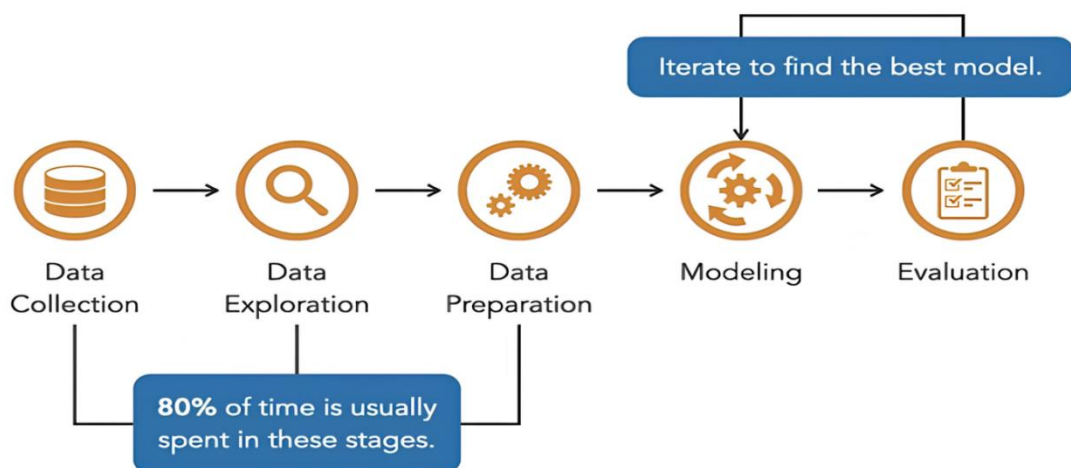 Iterate to find the best model.
Data
Collection
Data
Exploration
Data
Preparation
Modeling
Evaluation
80% of time is usually
spent in these stages.